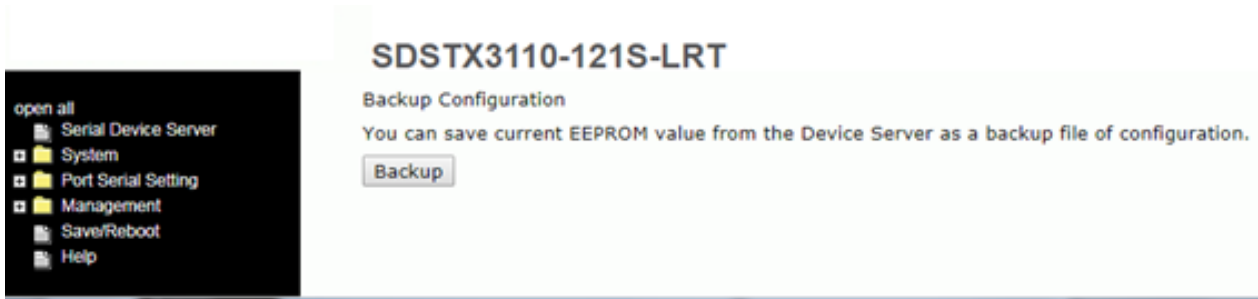 SDSTX3110-121S-LRT
open all
Serial Device Server
System
Port Serial Setting
Management
Save/Reboot
Help
Backup Configuration
You can save current EEPROM value from the Device Server as a backup file of configuration.
Backup